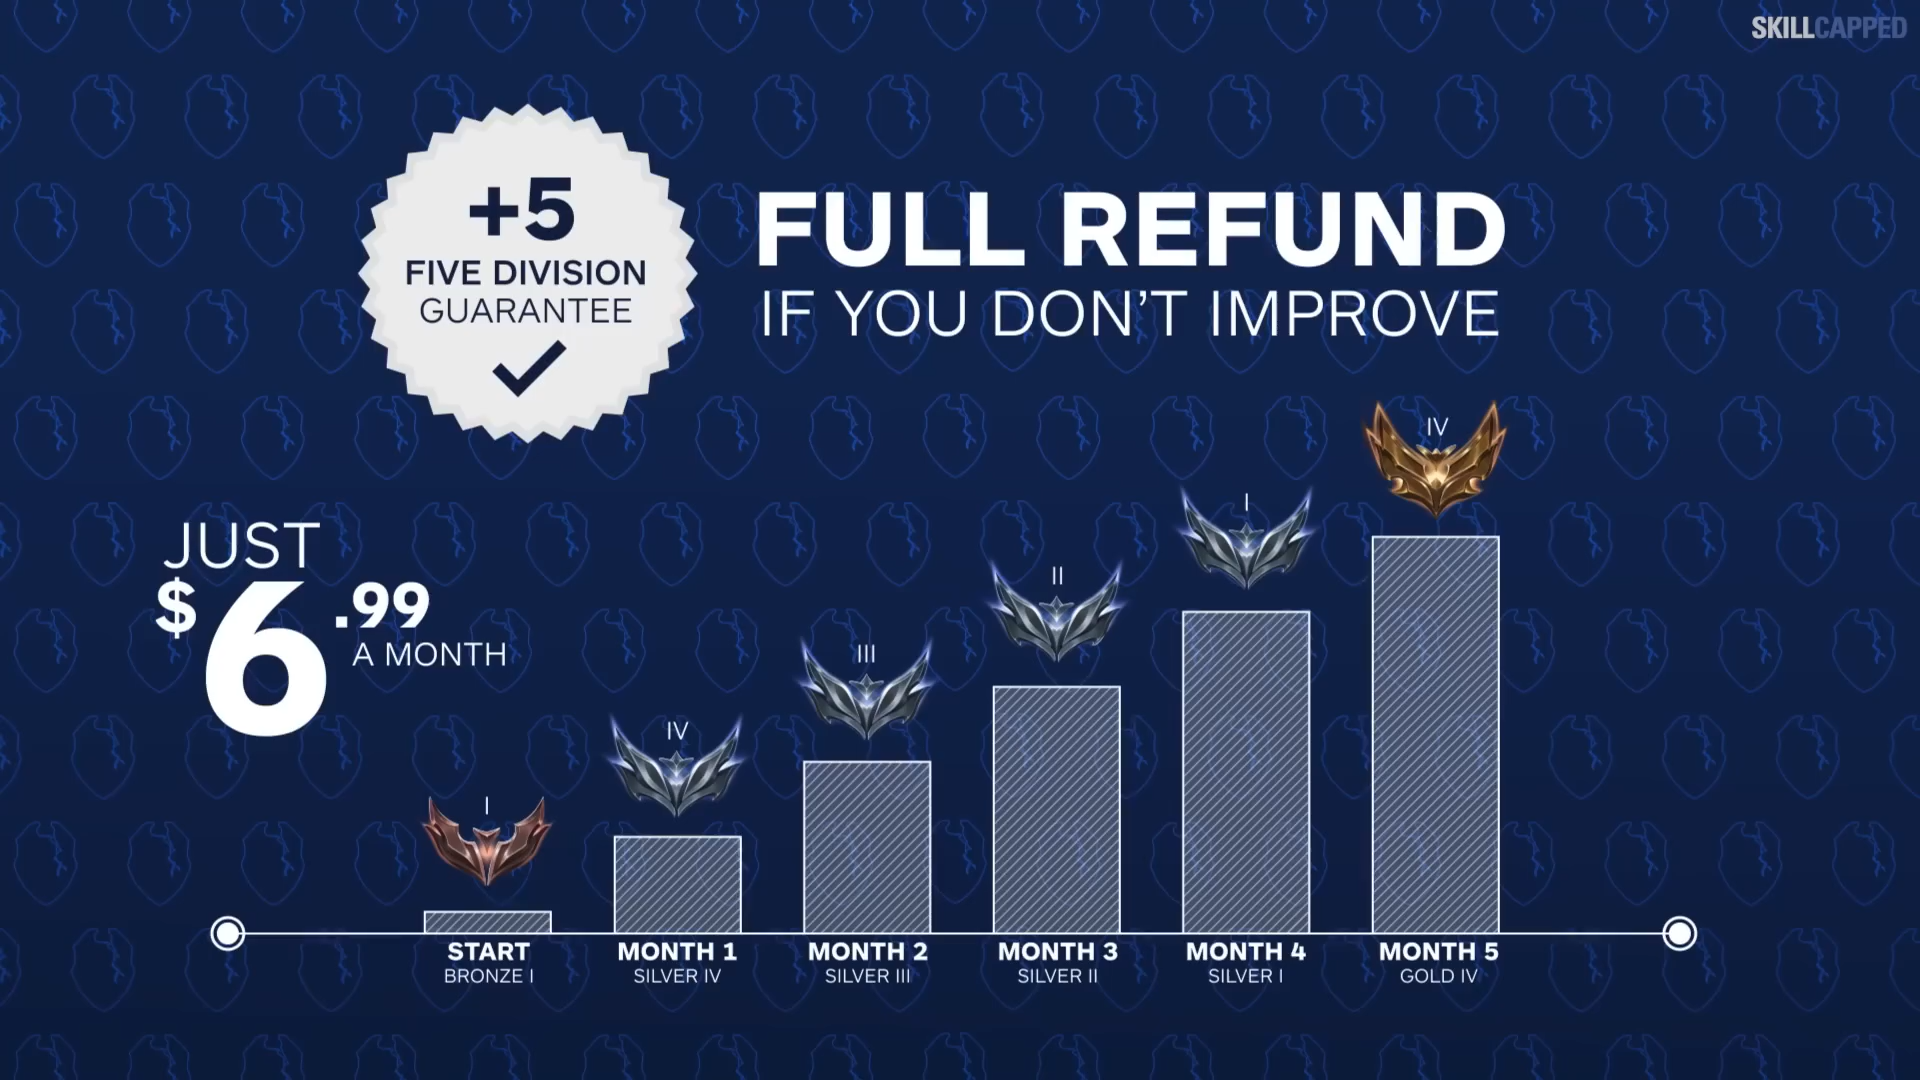 SKILLCAPPED
+5
FIVE DIVISION
GUARANTEE
FULL REFUND
IF YOU DON'T IMPROVE
JUST
$6.99
A MONTH
I
IV
III
II
I
IV
START
BRONZE I
MONTH 1
SILVER IV
MONTH 2
SILVER III
MONTH 3
SILVER II
MONTH 4
SILVER I
MONTH 5
GOLD IV